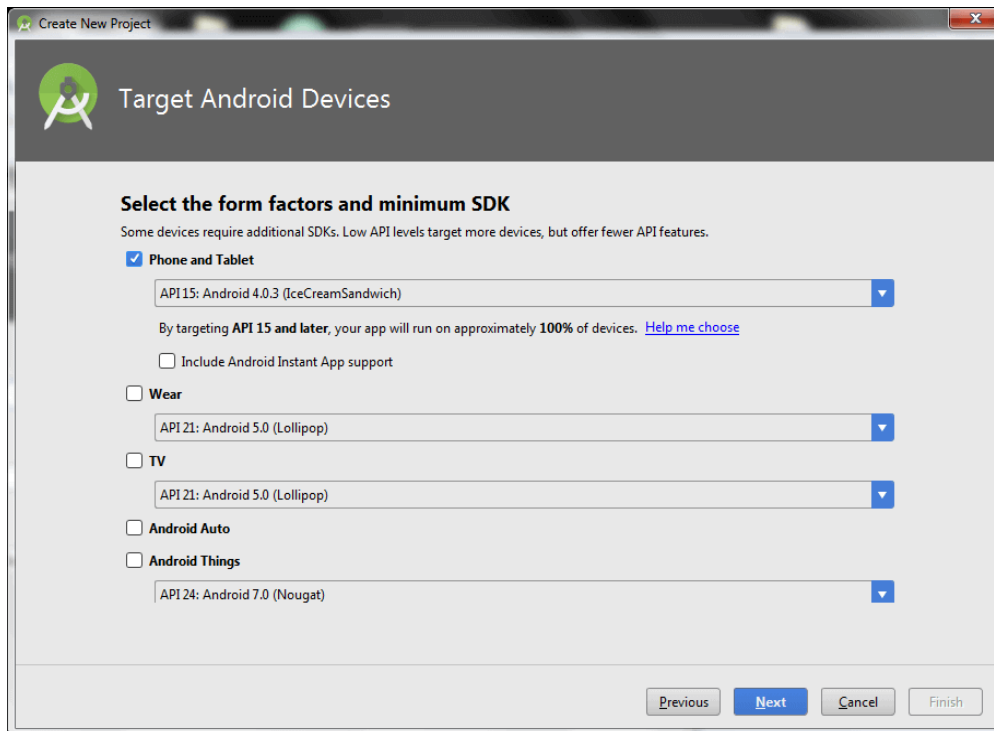 Create New Project
Target Android Devices
Select the form factors and minimum SDK
Some devices require additional SDKs. Low API levels target more devices, but offer fewer API features.
Phone and Tablet
API 15: Android 4.0.3 (IceCreamSandwich)
By targeting API 15 and later, your app will run on approximately 100% of devices. Help me choose
Include Android Instant App support
Wear
API 21: Android 5.0 (Lollipop)
TV
API 21: Android 5.0 (Lollipop)
Android Auto
Android Things
API 24: Android 7.0 (Nougat)
Previous Next Cancel Finish